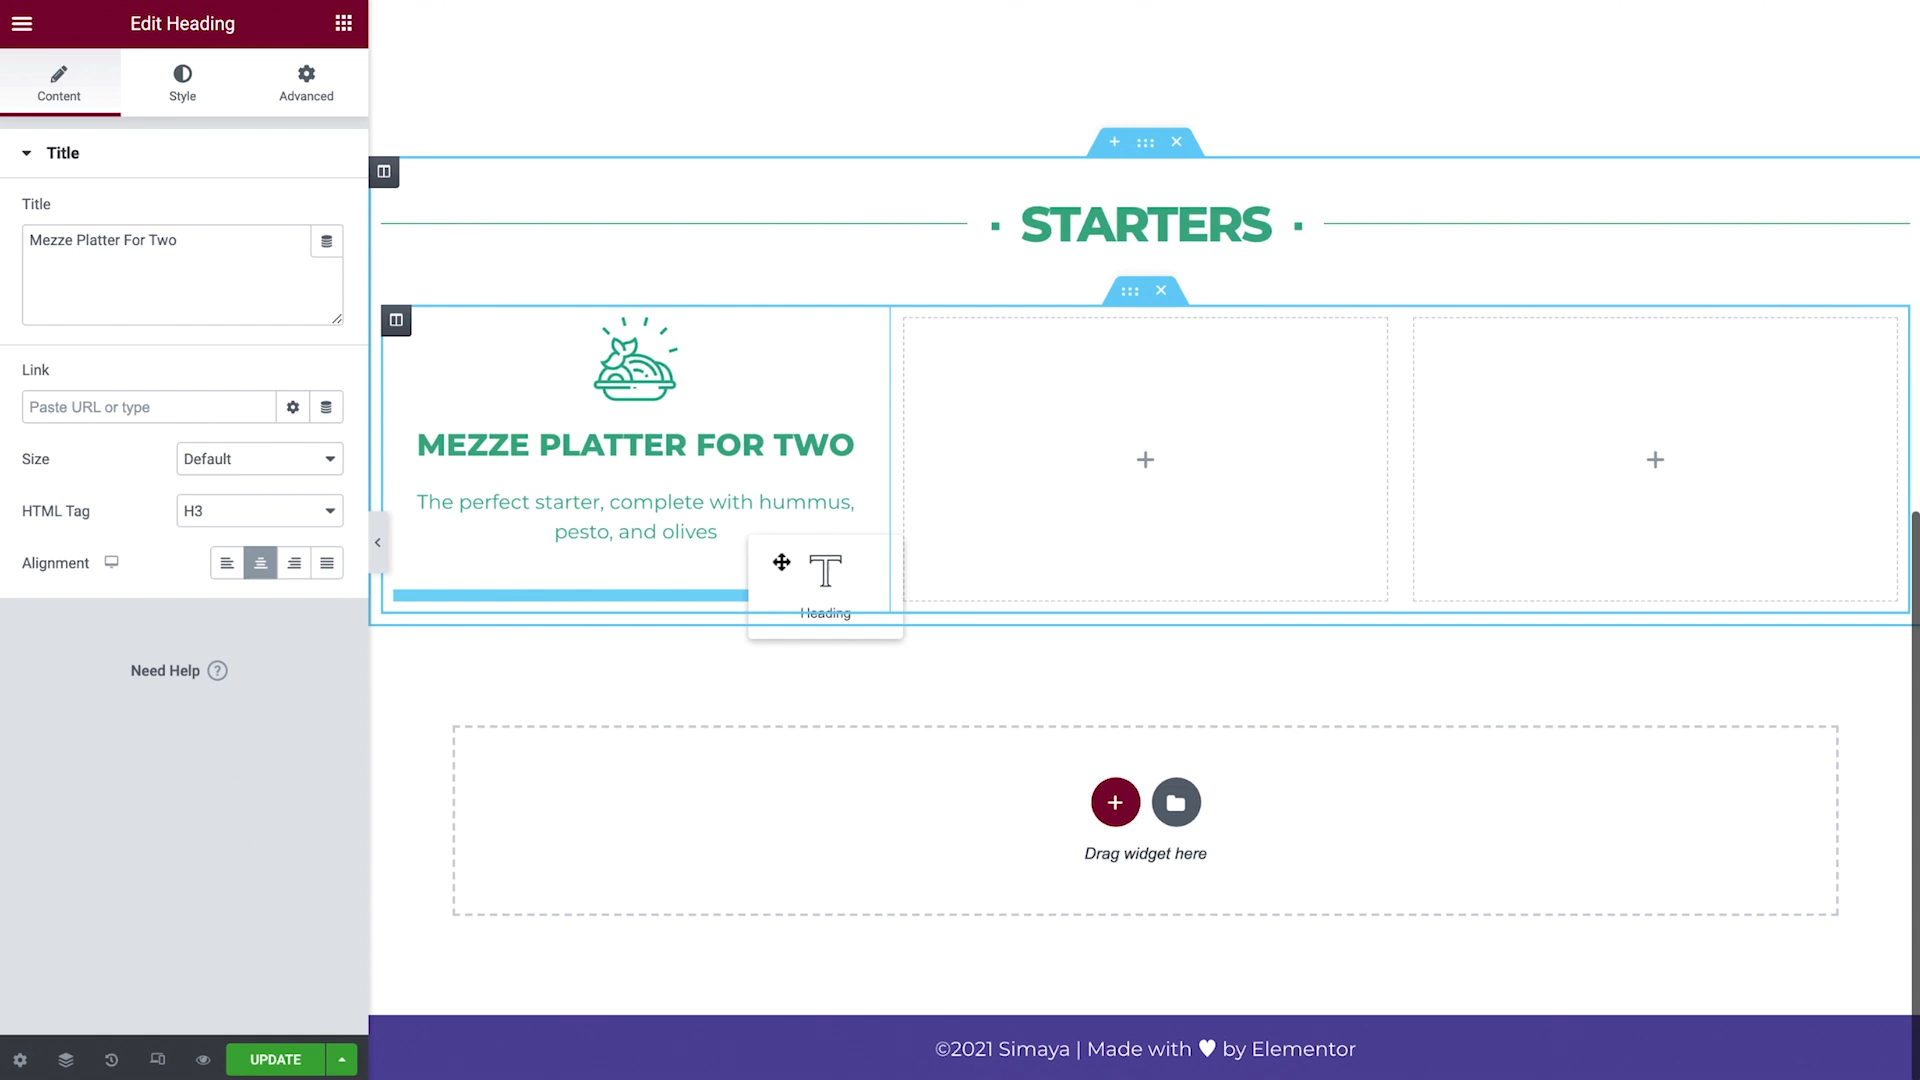 Edit Heading
Content
Style
Advanced
Title
Title
Mezze Platter For Two
Link
Paste URL or type
Size
Default
HTML Tag
H3
Alignment
Need Help ?
UPDATE
· STARTERS ·
MEZZE PLATTER FOR TWO
The perfect starter, complete with hummus,
pesto, and olives
Heading
Drag widget here
©2021 Simaya | Made with ♥ by Elementor